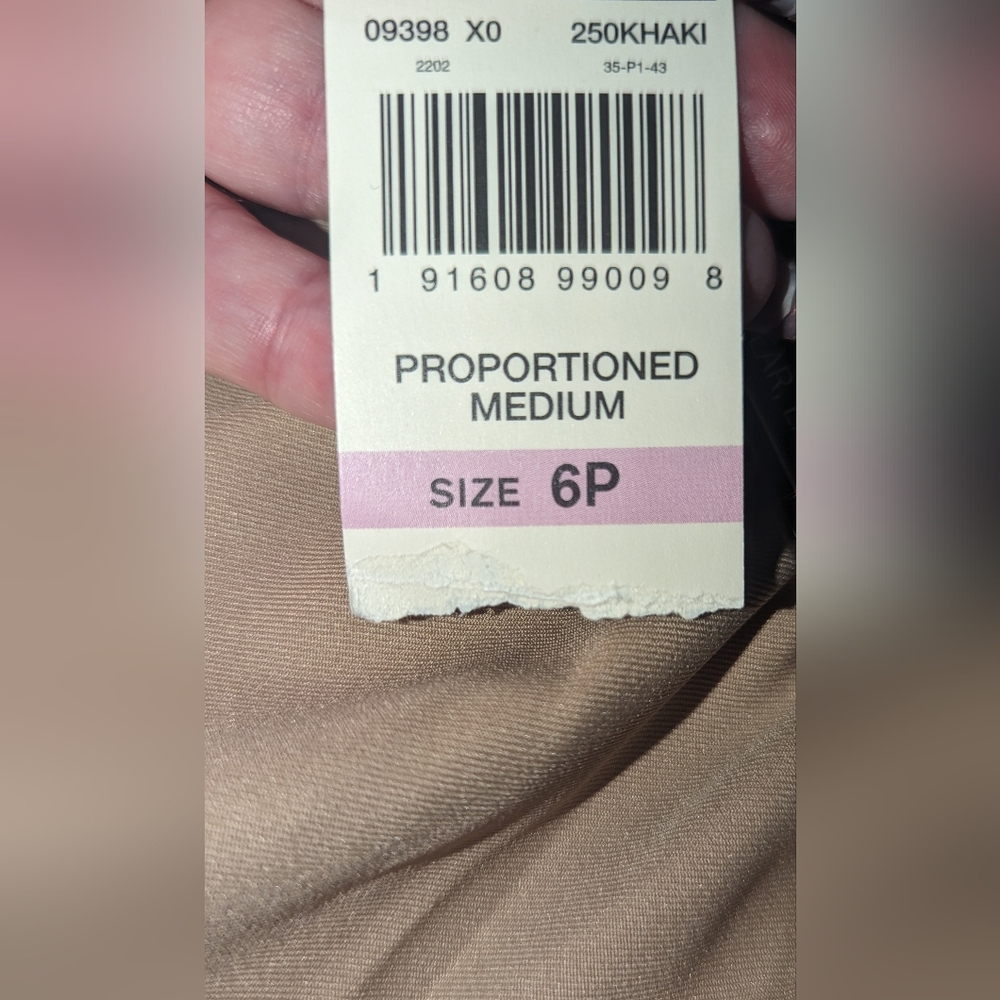 09398 X0 250KHAKI
2202 35-P1-43
1 91608 99009 8
PROPORTIONED
MEDIUM
SIZE 6P